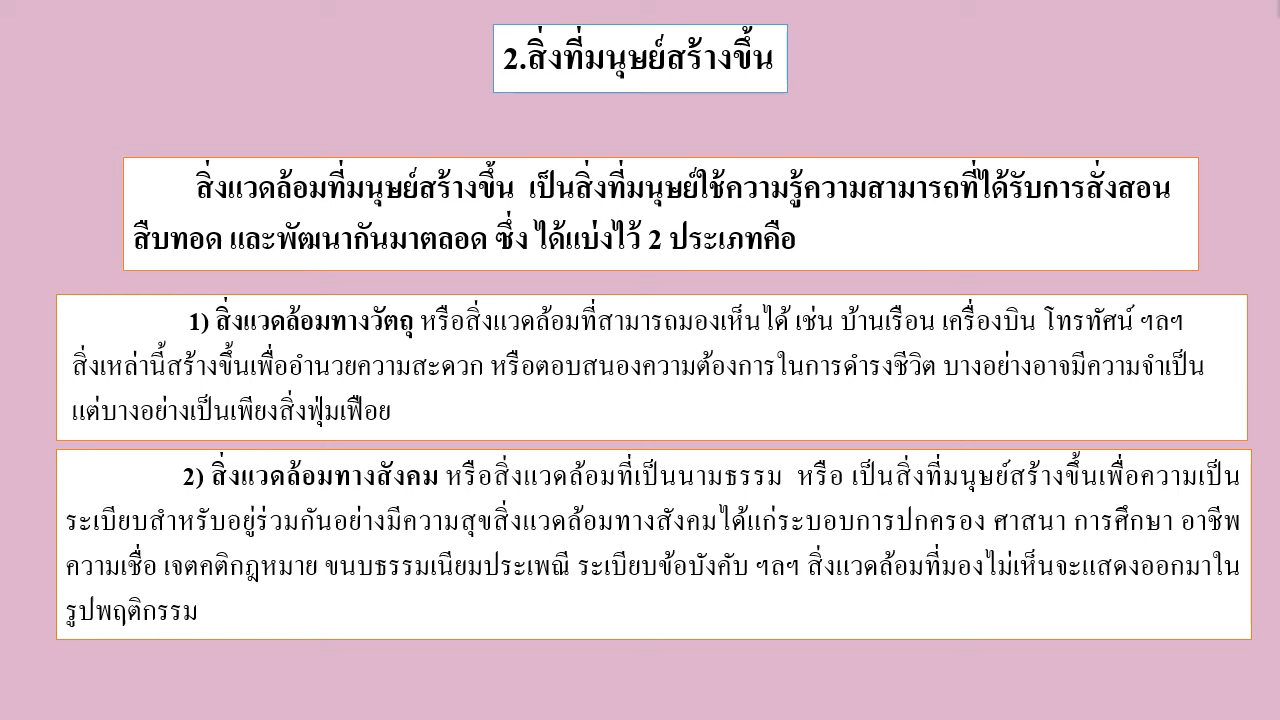 2.สิ่งที่มนุษย์สร้างขึ้น
สิ่งแวดล้อมที่มนุษย์สร้างขึ้น เป็นสิ่งที่มนุษย์ใช้ความรู้ความสามารถที่ได้รับการสั่งสอน
สืบทอด และพัฒนากันมาตลอด ซึ่ง ได้แบ่งไว้ 2 ประเภทคือ
1) สิ่งแวดล้อมทางวัตถุ หรือสิ่งแวดล้อมที่สามารถมองเห็นได้ เช่น บ้านเรือน เครื่องบิน โทรทัศน์ ฯลฯ
สิ่งเหล่านี้สร้างขึ้นเพื่ออำนวยความสะดวก หรือตอบสนองความต้องการในการดำรงชีวิต บางอย่างอาจมีความจำเป็น
แต่บางอย่างเป็นเพียงสิ่งฟุ่มเฟือย
2) สิ่งแวดล้อมทางสังคม หรือสิ่งแวดล้อมที่เป็นนามธรรม หรือ เป็นสิ่งที่มนุษย์สร้างขึ้นเพื่อความเป็น
ระเบียบสำหรับอยู่ร่วมกันอย่างมีความสุขสิ่งแวดล้อมทางสังคมได้แก่ระบอบการปกครอง ศาสนา การศึกษา อาชีพ
ความเชื่อ เจตคติกฎหมาย ขนบธรรมเนียมประเพณี ระเบียบข้อบังคับ ฯลฯ สิ่งแวดล้อมที่มองไม่เห็นจะแสดงออกมาใน
รูปพฤติกรรม